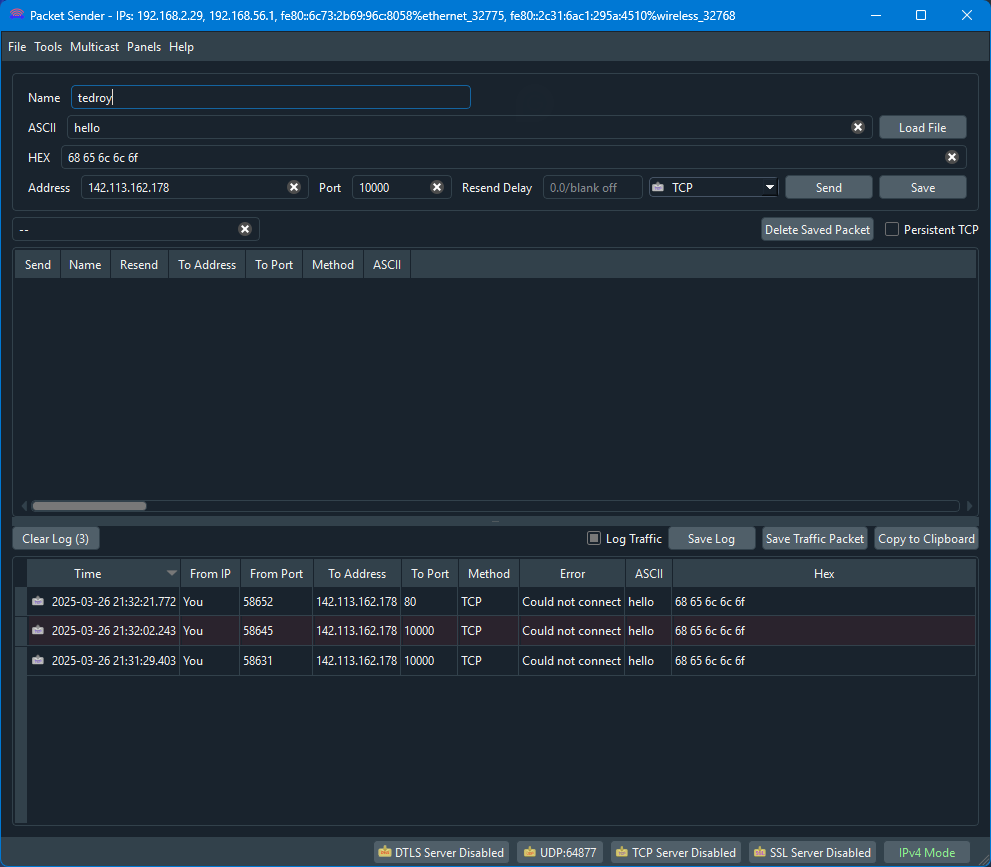 Packet Sender - IPs: 192.168.2.29, 192.168.56.1, fe80::6c73:2b69:96c:8058%ethernet_32775, fe80::2c31:6ac1:295a:4510%wireless_32768
File Tools Multicast Panels Help
Name tedroy
ASCII hello Load File
HEX 68 65 6c 6c 6f
Address 142.113.162.178 Port 10000 Resend Delay 0.0/blank off TCP Send Save
-- Delete Saved Packet Persistent TCP
Send Name Resend To Address To Port Method ASCII
Clear Log (3) Log Traffic Save Log Save Traffic Packet Copy to Clipboard
Time From IP From Port To Address To Port Method Error ASCII Hex
2025-03-26 21:32:21.772 You 58652 142.113.162.178 80 TCP Could not connect hello 68 65 6c 6c 6f
2025-03-26 21:32:02.243 You 58645 142.113.162.178 10000 TCP Could not connect hello 68 65 6c 6c 6f
2025-03-26 21:31:29.403 You 58631 142.113.162.178 10000 TCP Could not connect hello 68 65 6c 6c 6f
DTLS Server Disabled UDP:64877 TCP Server Disabled SSL Server Disabled IPv4 Mode